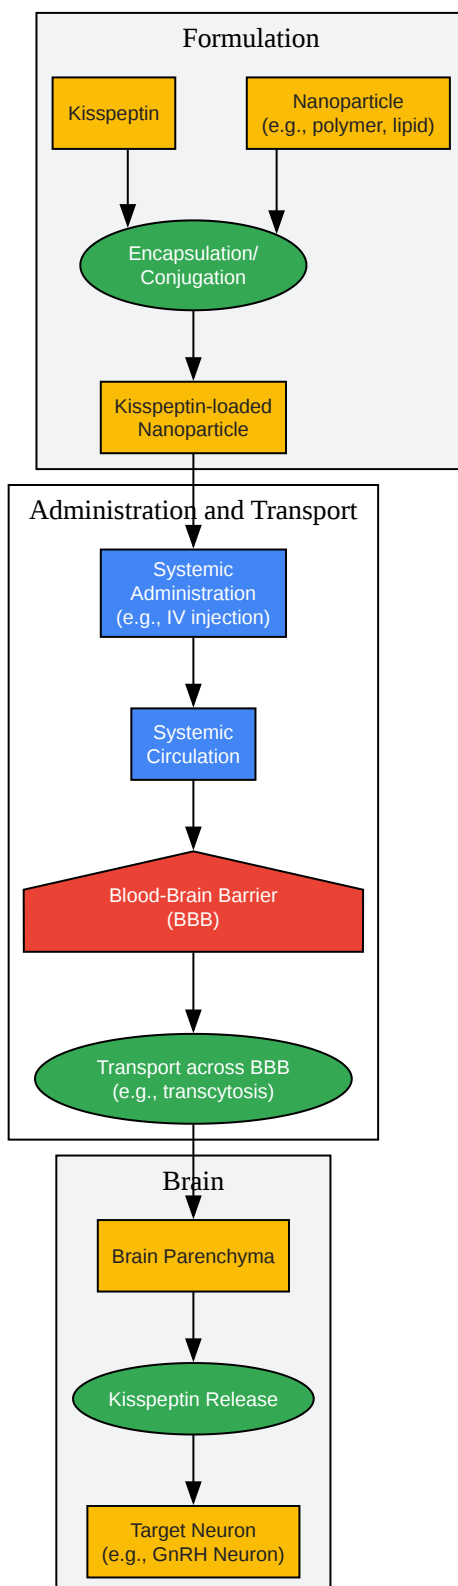 Formulation
Kisspeptin
Nanoparticle
(e.g., polymer, lipid)
Encapsulation/
Conjugation
Kisspeptin-loaded
Nanoparticle
Administration and Transport
Systemic
Administration
(e.g., IV injection)
Systemic
Circulation
Blood-Brain Barrier
(BBB)
Transport across BBB
(e.g., transcytosis)
Brain
Brain Parenchyma
Kisspeptin Release
Target Neuron
(e.g., GnRH Neuron)